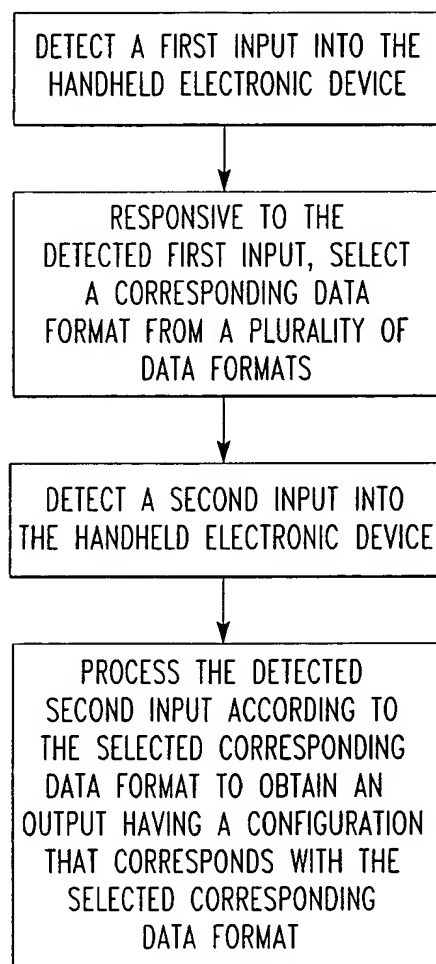 DETECT A FIRST INPUT INTO THE
HANDHELD ELECTRONIC DEVICE
RESPONSIVE TO THE
DETECTED FIRST INPUT, SELECT
A CORRESPONDING DATA
FORMAT FROM A PLURALITY OF
DATA FORMATS
DETECT A SECOND INPUT INTO
THE HANDHELD ELECTRONIC DEVICE
PROCESS THE DETECTED
SECOND INPUT ACCORDING TO
THE SELECTED CORRESPONDING
DATA FORMAT TO OBTAIN AN
OUTPUT HAVING A CONFIGURATION
THAT CORRESPONDS WITH THE
SELECTED CORRESPONDING
DATA FORMAT